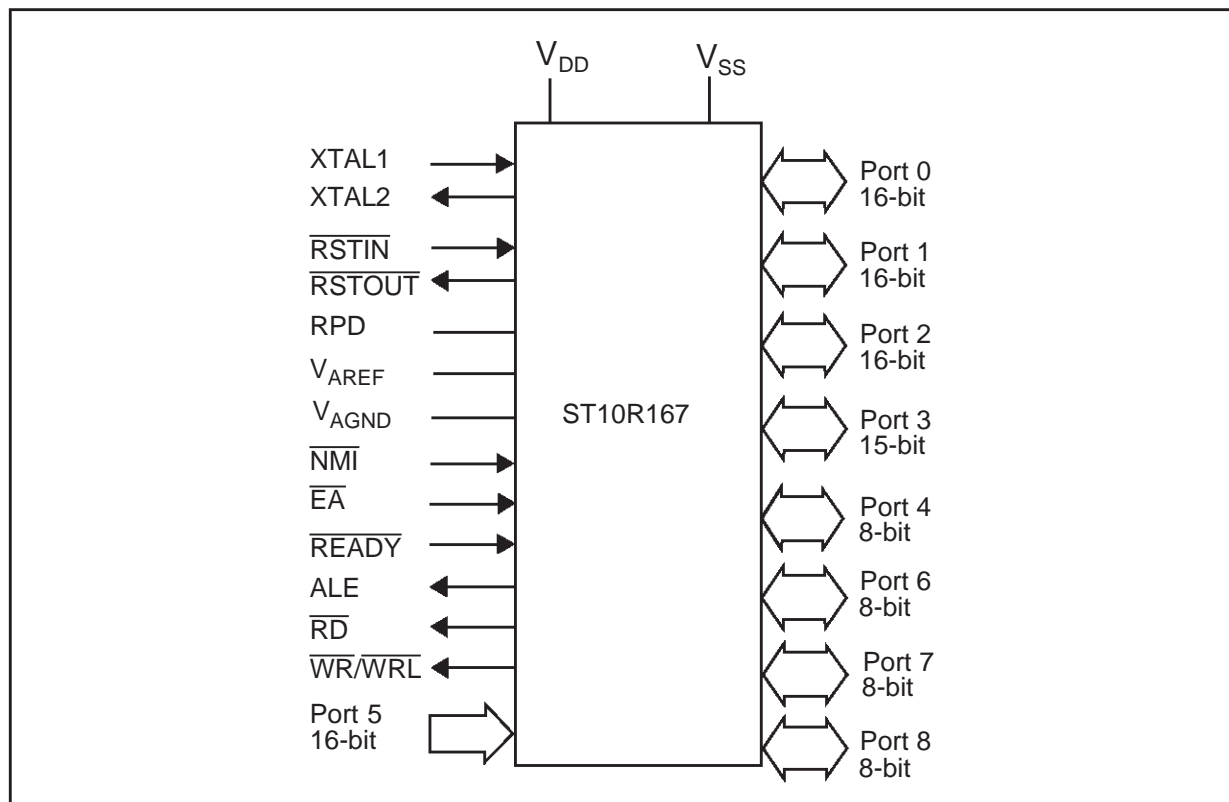 VDD
VSS
XTAL1
XTAL2
RSTIN
RSTOUT
RPD
VAREF
VAGND
NMI
EA
READY
ALE
RD
WR/WRL
Port 5
16-bit
ST10R167
Port 0
16-bit
Port 1
16-bit
Port 2
16-bit
Port 3
15-bit
Port 4
8-bit
Port 6
8-bit
Port 7
8-bit
Port 8
8-bit